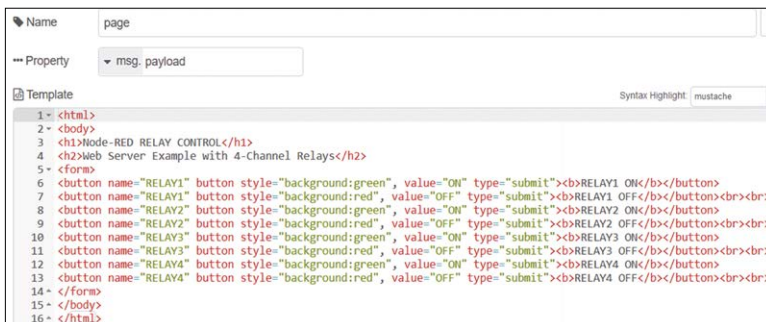 Name page
Property msg. payload
Template Syntax Highlight: mustache
1 <html>
2 <body>
3 <h1>Node-RED RELAY CONTROL</h1>
4 <h2>Web Server Example with 4-Channel Relays</h2>
5 <form>
6 <button name="RELAY1" button style="background:green", value="ON" type="submit"><b>RELAY1 ON</b></button>
7 <button name="RELAY1" button style="background:red", value="OFF" type="submit"><b>RELAY1 OFF</b></button><br><br>
8 <button name="RELAY2" button style="background:green", value="ON" type="submit"><b>RELAY2 ON</b></button>
9 <button name="RELAY2" button style="background:red", value="OFF" type="submit"><b>RELAY2 OFF</b></button><br><br>
10 <button name="RELAY3" button style="background:green", value="ON" type="submit"><b>RELAY3 ON</b></button>
11 <button name="RELAY3" button style="background:red", value="OFF" type="submit"><b>RELAY3 OFF</b></button><br><br>
12 <button name="RELAY4" button style="background:green", value="ON" type="submit"><b>RELAY4 ON</b></button>
13 <button name="RELAY4" button style="background:red", value="OFF" type="submit"><b>RELAY4 OFF</b></button><br><br>
14 </form>
15 </body>
16 </html>